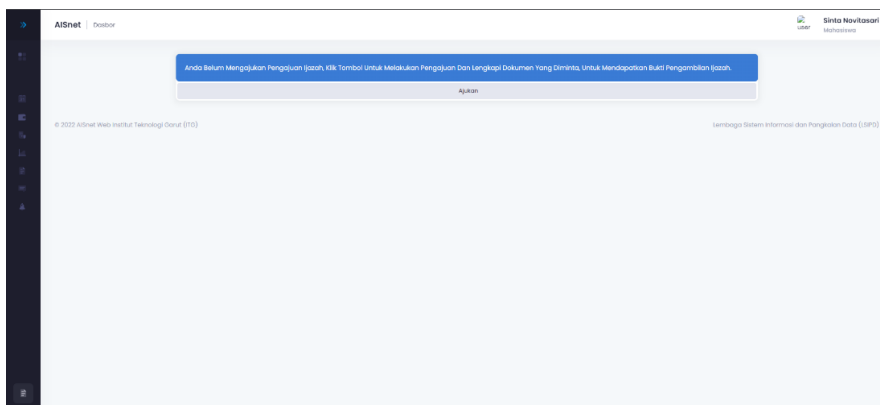 AISnet | Dasbor
Sinta Novitasari
user
Mahasiswa
Anda Belum Mengajukan Pengajuan Ijazah, Klik Tombol Untuk Melakukan Pengajuan Dan Lengkapi Dokumen Yang Diminta, Untuk Mendapatkan Bukti Pengambilan Ijazah.
Ajukan
© 2022 AISnet Web Institut Teknologi Garut (ITG)
Lembaga Sistem Informasi dan Pangkalan Data (LSIPD)